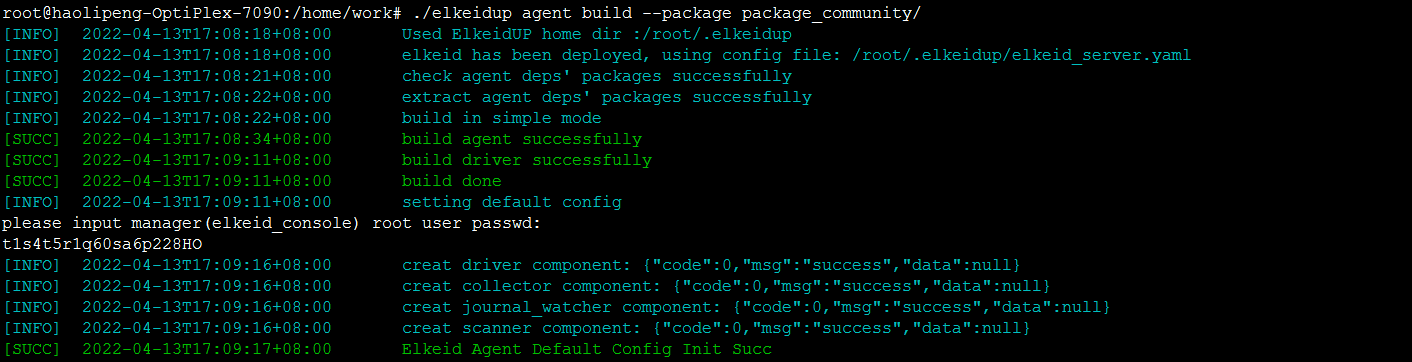 root@haolipeng-OptiPlex-7090:/home/work# ./elkeidup agent build --package package_community/
[INFO] 2022-04-13T17:08:18+08:00 Used ElkeidUP home dir :/root/.elkeidup
[INFO] 2022-04-13T17:08:18+08:00 elkeid has been deployed, using config file: /root/.elkeidup/elkeid_server.yaml
[INFO] 2022-04-13T17:08:21+08:00 check agent deps' packages successfully
[INFO] 2022-04-13T17:08:22+08:00 extract agent deps' packages successfully
[INFO] 2022-04-13T17:08:22+08:00 build in simple mode
[SUCC] 2022-04-13T17:08:34+08:00 build agent successfully
[SUCC] 2022-04-13T17:09:11+08:00 build driver successfully
[SUCC] 2022-04-13T17:09:11+08:00 build done
[INFO] 2022-04-13T17:09:11+08:00 setting default config
please input manager(elkeid_console) root user passwd:
t1s4t5r1q60sa6p228HO
[INFO] 2022-04-13T17:09:16+08:00 creat driver component: {"code":0,"msg":"success","data":null}
[INFO] 2022-04-13T17:09:16+08:00 creat collector component: {"code":0,"msg":"success","data":null}
[INFO] 2022-04-13T17:09:16+08:00 creat journal_watcher component: {"code":0,"msg":"success","data":null}
[INFO] 2022-04-13T17:09:16+08:00 creat scanner component: {"code":0,"msg":"success","data":null}
[SUCC] 2022-04-13T17:09:17+08:00 Elkeid Agent Default Config Init Succ